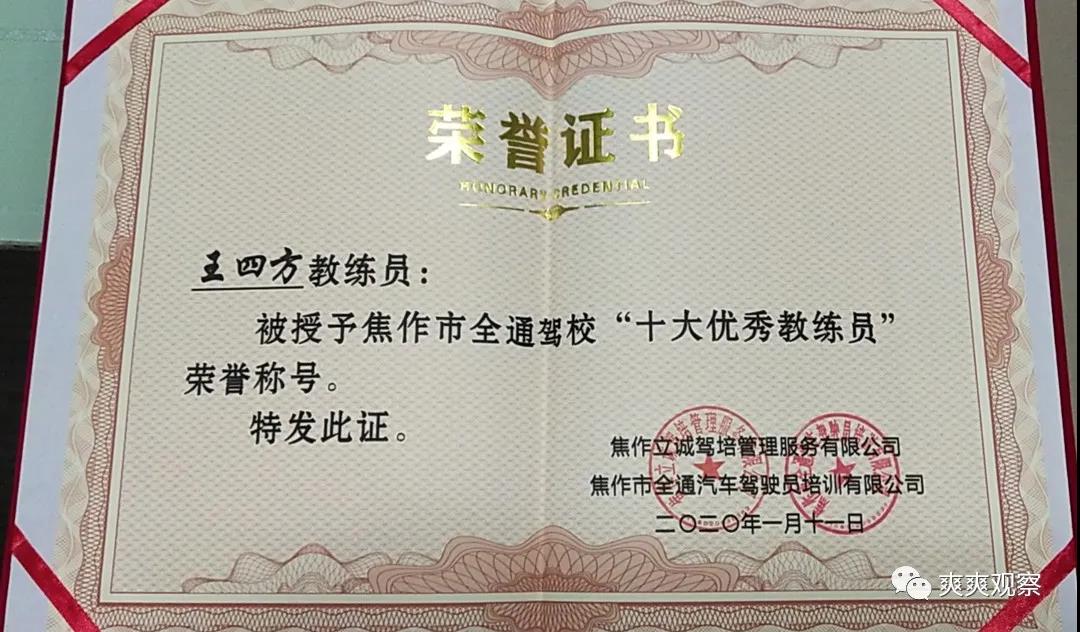 荣誉证书
HONORARY CREDENTIAL
王四方教练员：
被授予焦作市全通驾校“十大优秀教练员”
荣誉称号。
特发此证。
焦作立诚驾培管理服务有限公司
焦作市全通汽车驾驶员培训有限公司
二〇二〇年一月十一日
爽爽观察